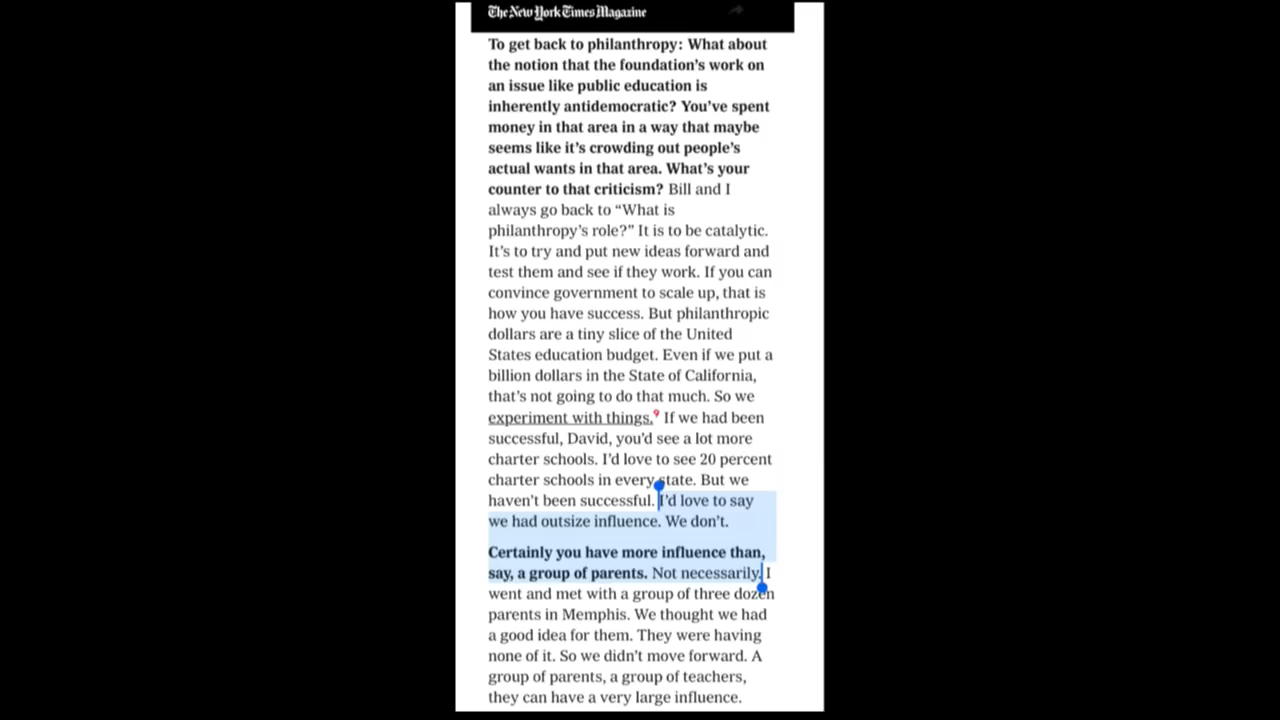 The New York Times Magazine
To get back to philanthropy: What about
the notion that the foundation's work on
an issue like public education is
inherently antidemocratic? You've spent
money in that area in a way that maybe
seems like it's crowding out people's
actual wants in that area. What's your
counter to that criticism? Bill and I
always go back to “What is
philanthropy's role?” It is to be catalytic.
It's to try and put new ideas forward and
test them and see if they work. If you can
convince government to scale up, that is
how you have success. But philanthropic
dollars are a tiny slice of the United
States education budget. Even if we put a
billion dollars in the State of California,
that's not going to do that much. So we
experiment with things.⁹ If we had been
successful, David, you'd see a lot more
charter schools. I'd love to see 20 percent
charter schools in every state. But we
haven't been successful. I'd love to say
we had outsize influence. We don't.
Certainly you have more influence than,
say, a group of parents. Not necessarily. I
went and met with a group of three dozen
parents in Memphis. We thought we had
a good idea for them. They were having
none of it. So we didn't move forward. A
group of parents, a group of teachers,
they can have a very large influence.